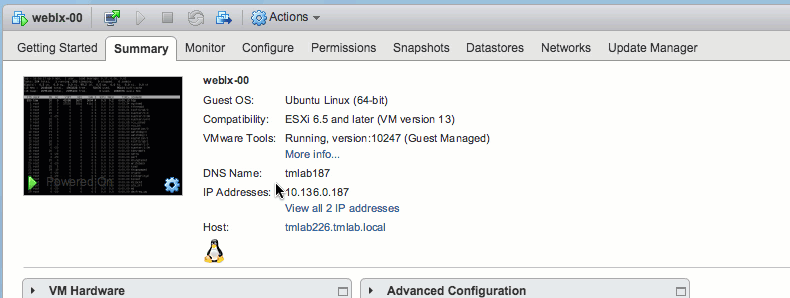 weblx-00 Actions
Getting Started Summary Monitor Configure Permissions Snapshots Datastores Networks Update Manager
weblx-00
Guest OS: Ubuntu Linux (64-bit)
Compatibility: ESXi 6.5 and later (VM version 13)
VMware Tools: Running, version:10247 (Guest Managed)
More info...
DNS Name: tmlab187
IP Addresses: 10.136.0.187
View all 2 IP addresses
Host: tmlab226.tmlab.local
Powered On
VM Hardware Advanced Configuration